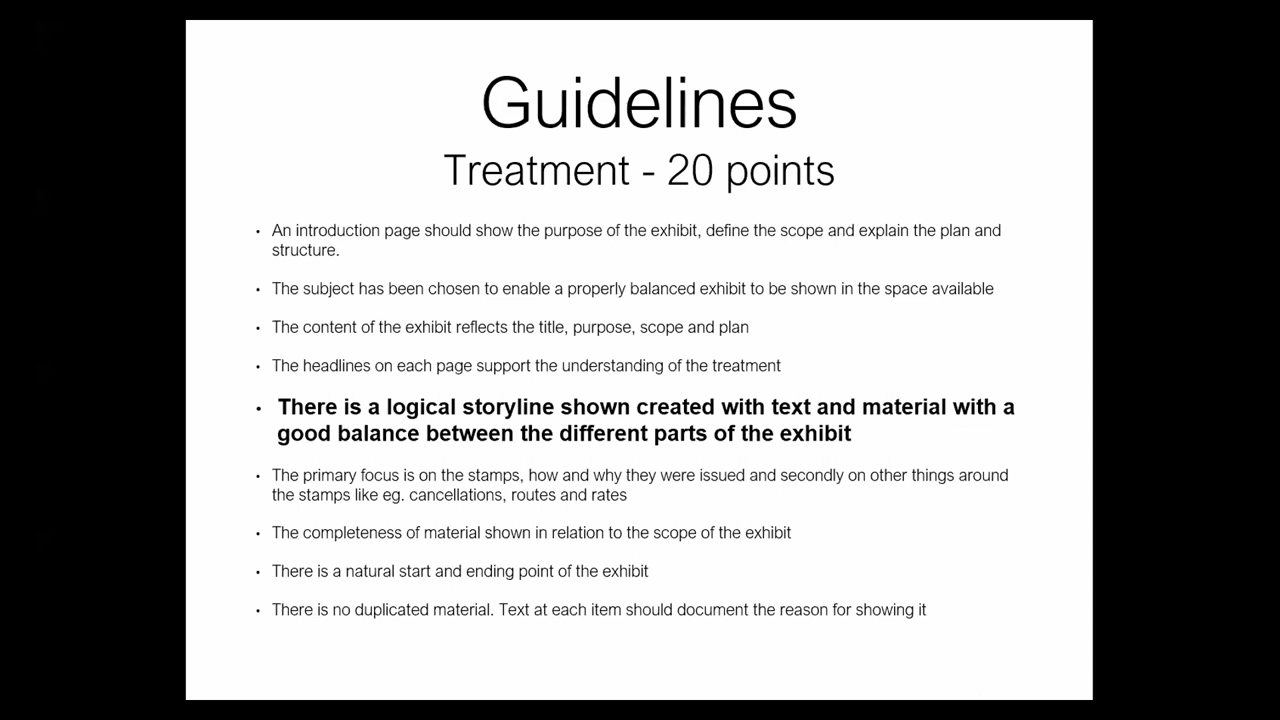 Guidelines
Treatment - 20 points
• An introduction page should show the purpose of the exhibit, define the scope and explain the plan and
structure.
• The subject has been chosen to enable a properly balanced exhibit to be shown in the space available
• The content of the exhibit reflects the title, purpose, scope and plan
• The headlines on each page support the understanding of the treatment
• There is a logical storyline shown created with text and material with a
good balance between the different parts of the exhibit
• The primary focus is on the stamps, how and why they were issued and secondly on other things around
the stamps like eg. cancellations, routes and rates
• The completeness of material shown in relation to the scope of the exhibit
• There is a natural start and ending point of the exhibit
• There is no duplicated material. Text at each item should document the reason for showing it